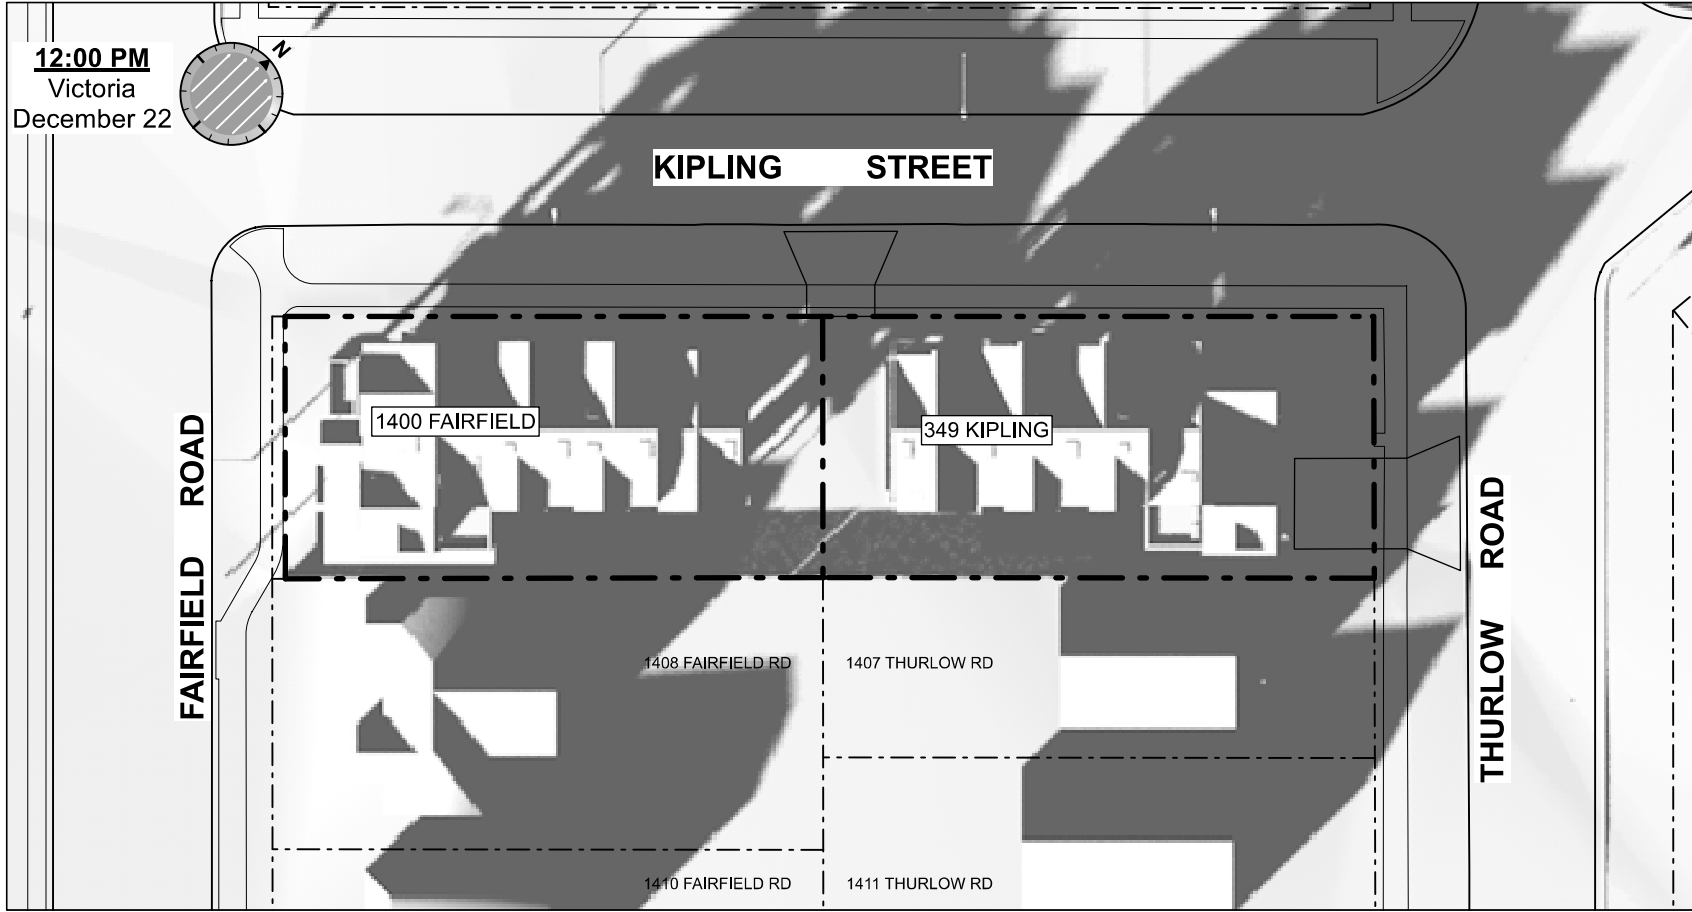 12:00 PM
Victoria
December 22
N
KIPLING STREET
1400 FAIRFIELD
349 KIPLING
FAIRFIELD ROAD
THURLOW ROAD
1408 FAIRFIELD RD
1407 THURLOW RD
1410 FAIRFIELD RD
1411 THURLOW RD